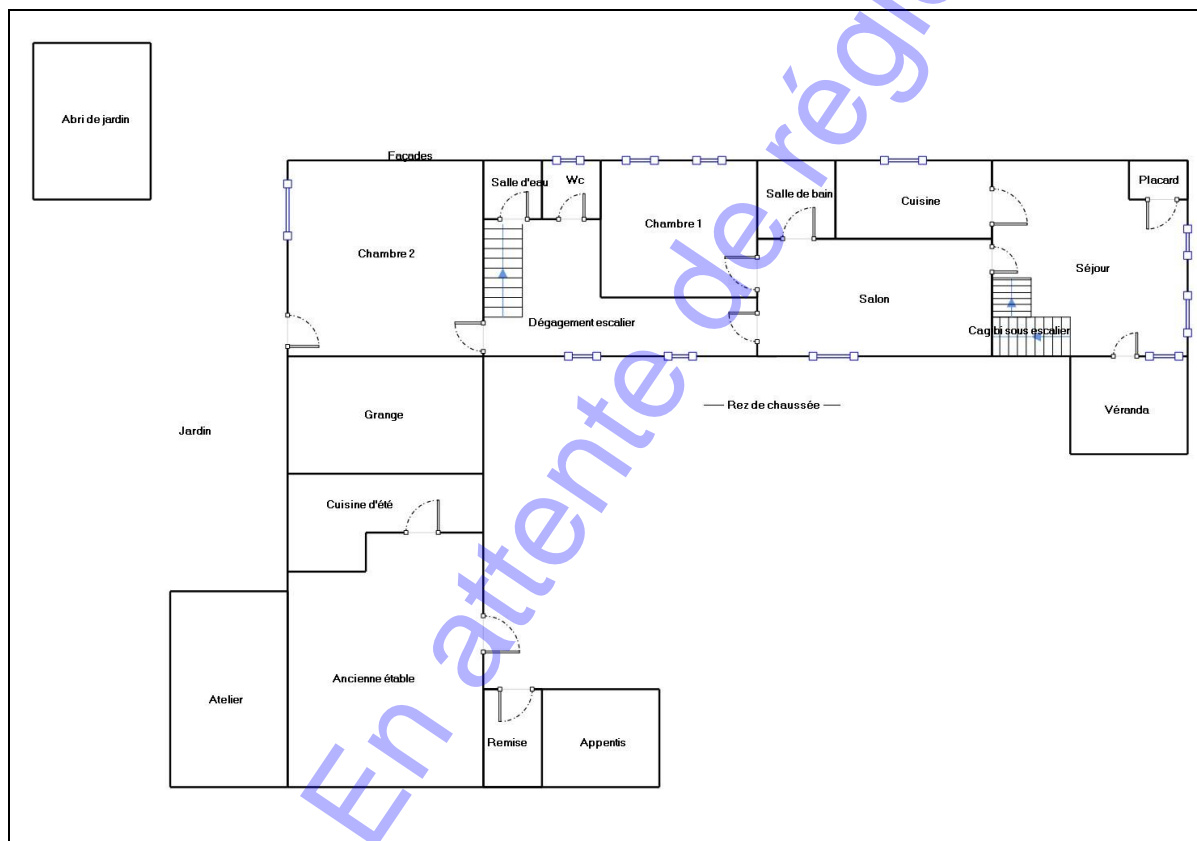 Abri de jardin
Façades
Salle d'eau
Wc
Placard
Salle de bain
Cuisine
Chambre 1
Chambre 2
Séjour
Salon
Dégagement escalier
Cagibi sous escalier
Rez de chaussée
Véranda
Grange
Jardin
Cuisine d'été
Ancienne étable
Atelier
Remise
Appentis
En attente de régle